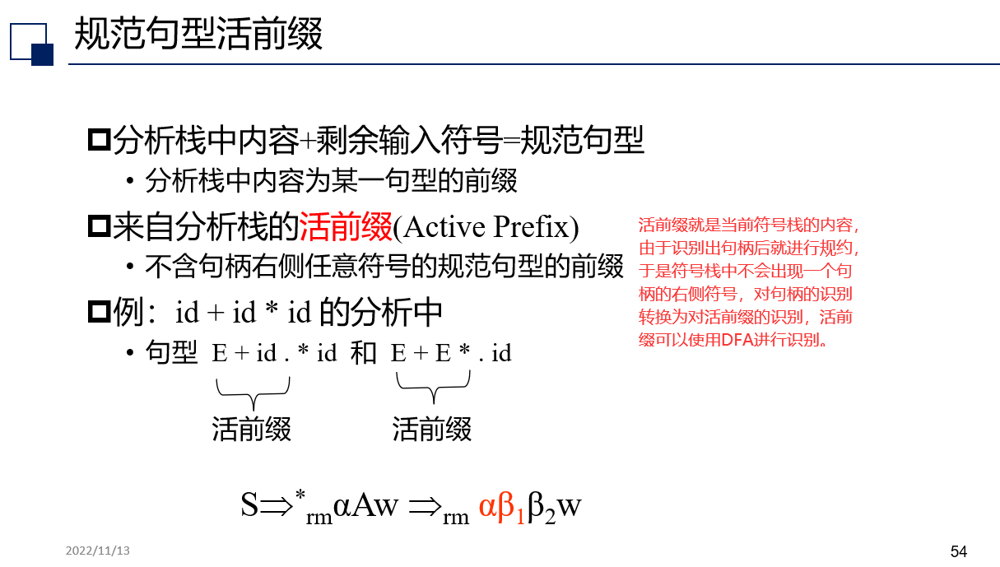 规范句型活前缀
分析栈中内容+剩余输入符号=规范句型
• 分析栈中内容为某一句型的前缀
来自分析栈的活前缀(Active Prefix)
• 不含句柄右侧任意符号的规范句型的前缀
活前缀就是当前符号栈的内容，
由于识别出句柄后就进行规约，
于是符号栈中不会出现一个句
柄的右侧符号，对句柄的识别
转换为对活前缀的识别，活前
缀可以使用DFA进行识别。
例：id + id * id 的分析中
• 句型 E + id . * id 和 E + E * . id
活前缀 活前缀
S⇒*rmαAw ⇒rm αβ1β2w
2022/11/13
54